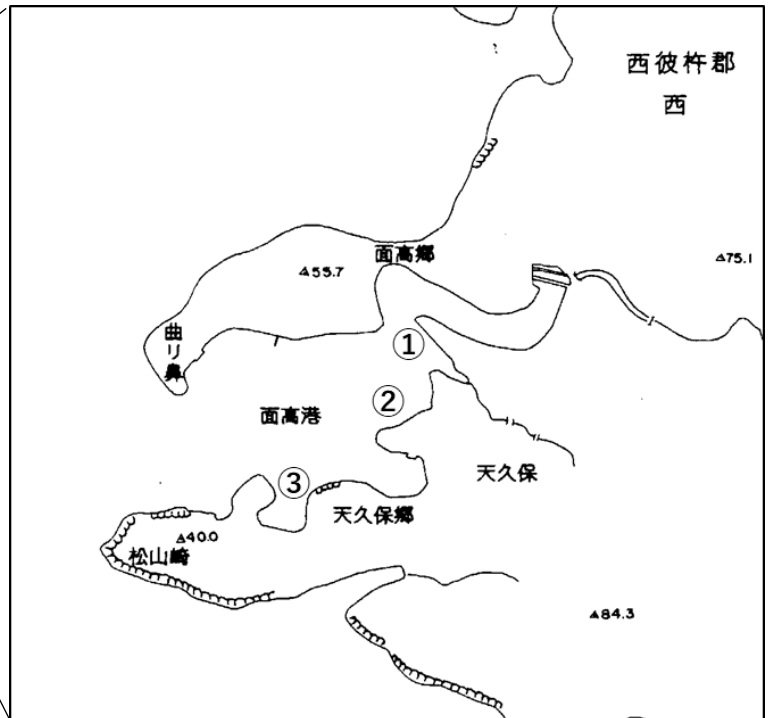 西彼杵郡
西
面高郷
△55.7
△75.1
曲り鼻
①
②
面高港
天久保
③
天久保郷
△40.0
松山崎
△84.3